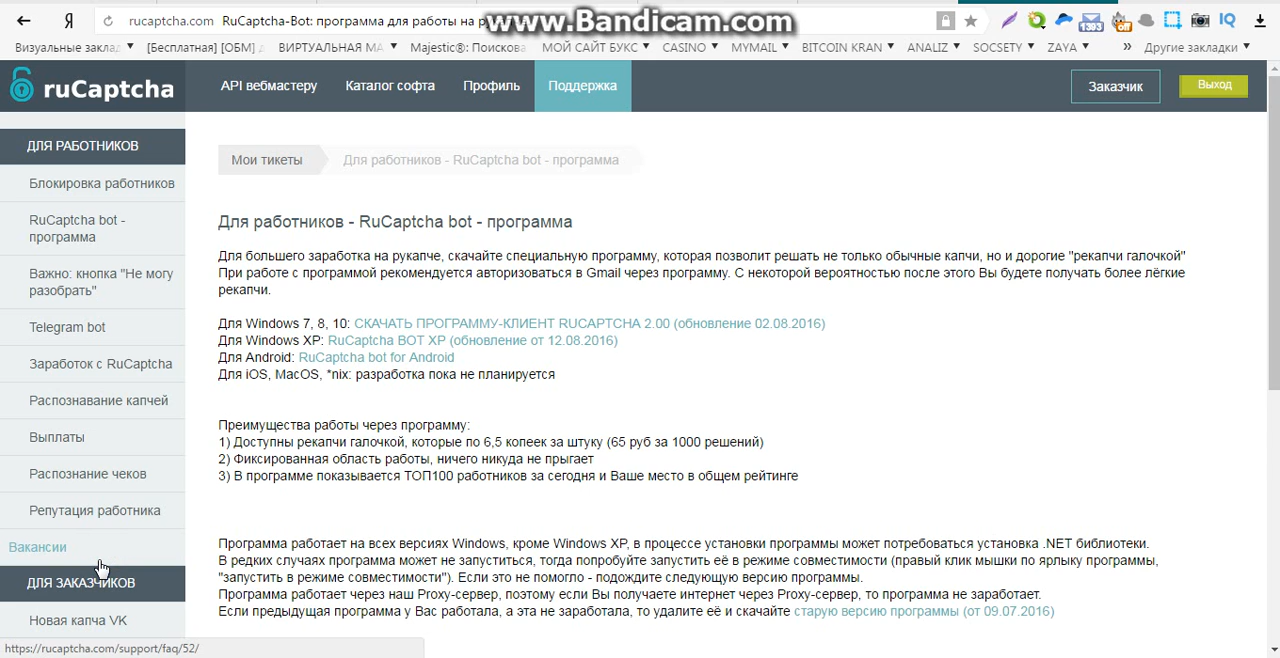 Я rucaptcha.com RuCaptcha-Bot: программа для работы на
www.Bandicam.com
1393 off IQ
Визуальные заклад [Бесплатная] [ОБМ] ВИРТУАЛЬНАЯ МА Majestic®: Поискова МОЙ САЙТ БУКС CASINO MYMAIL BITCOIN KRAN ANALIZ SOCSETY ZAYA » Другие закладки
ruCaptcha
API вебмастеру Каталог софта Профиль Поддержка Заказчик Выход
ДЛЯ РАБОТНИКОВ
Блокировка работников
RuCaptcha bot -
программа
Важно: кнопка "Не могу
разобрать"
Telegram bot
Заработок с RuCaptcha
Распознавание капчей
Выплаты
Распознание чеков
Репутация работника
Вакансии
ДЛЯ ЗАКАЗЧИКОВ
Новая капча VK
Мои тикеты Для работников - RuCaptcha bot - программа
Для работников - RuCaptcha bot - программа
Для большего заработка на рукапче, скачайте специальную программу, которая позволит решать не только обычные капчи, но и дорогие "рекапчи галочкой"
При работе с программой рекомендуется авторизоваться в Gmail через программу. С некоторой вероятностью после этого Вы будете получать более лёгкие
рекапчи.
Для Windows 7, 8, 10: СКАЧАТЬ ПРОГРАММУ-КЛИЕНТ RUCAPTCHA 2.00 (обновление 02.08.2016)
Для Windows XP: RuCaptcha BOT XP (обновление от 12.08.2016)
Для Android: RuCaptcha bot for Android
Для iOS, MacOS, *nix: разработка пока не планируется
Преимущества работы через программу:
1) Доступны рекапчи галочкой, которые по 6,5 копеек за штуку (65 руб за 1000 решений)
2) Фиксированная область работы, ничего никуда не прыгает
3) В программе показывается ТОП100 работников за сегодня и Ваше место в общем рейтинге
Программа работает на всех версиях Windows, кроме Windows XP, в процессе установки программы может потребоваться установка .NET библиотеки.
В редких случаях программа может не запуститься, тогда попробуйте запустить её в режиме совместимости (правый клик мышки по ярлыку программы,
"запустить в режиме совместимости"). Если это не помогло - подождите следующую версию программы.
Программа работает через наш Proxy-сервер, поэтому если Вы получаете интернет через Proxy-сервер, то программа не заработает.
Если предыдущая программа у Вас работала, а эта не заработала, то удалите её и скачайте старую версию программы (от 09.07.2016)
https://rucaptcha.com/support/faq/52/